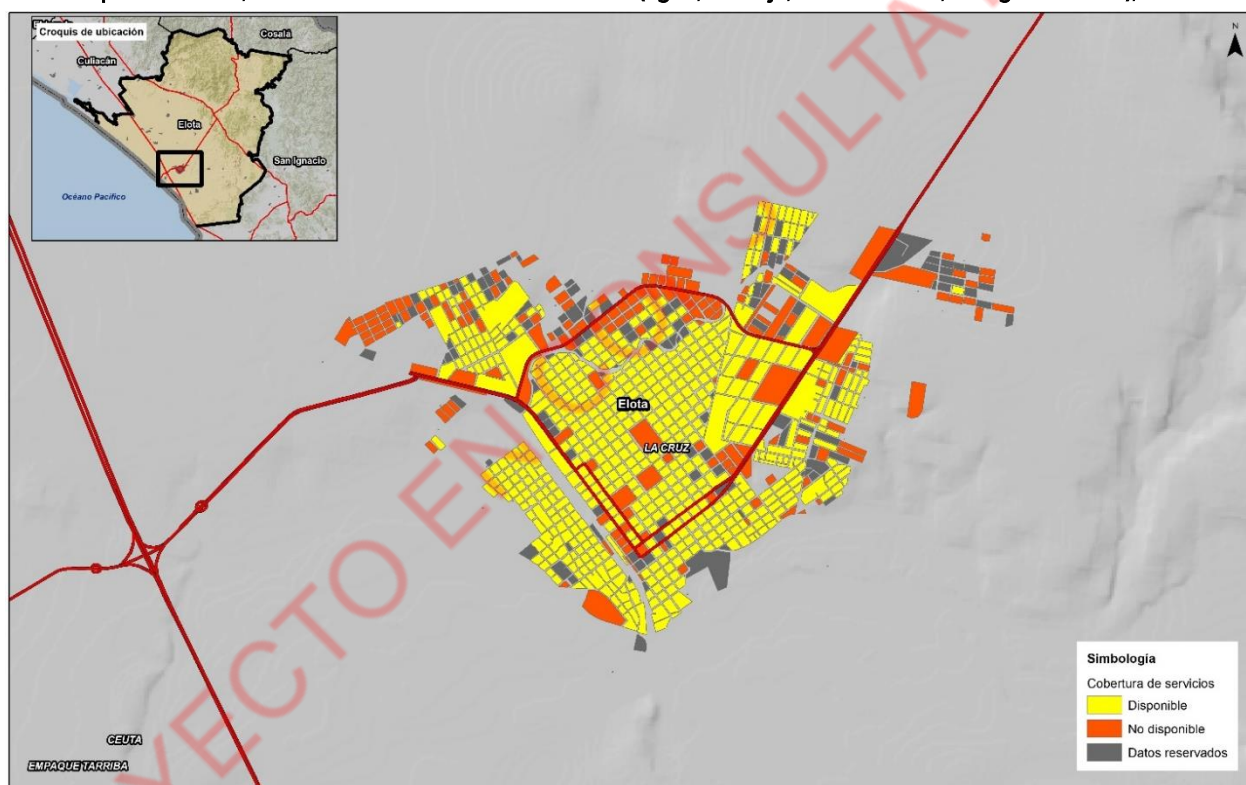 Croquis de ubicación
Cosalá
Culiacán
Elota
San Ignacio
Océano Pacífico
N
Elota
LA CRUZ
YECTO EN CONSULTA
CEUTA
EMPAQUE TARRIBA
Simbología
Cobertura de servicios
Disponible
No disponible
Datos reservados